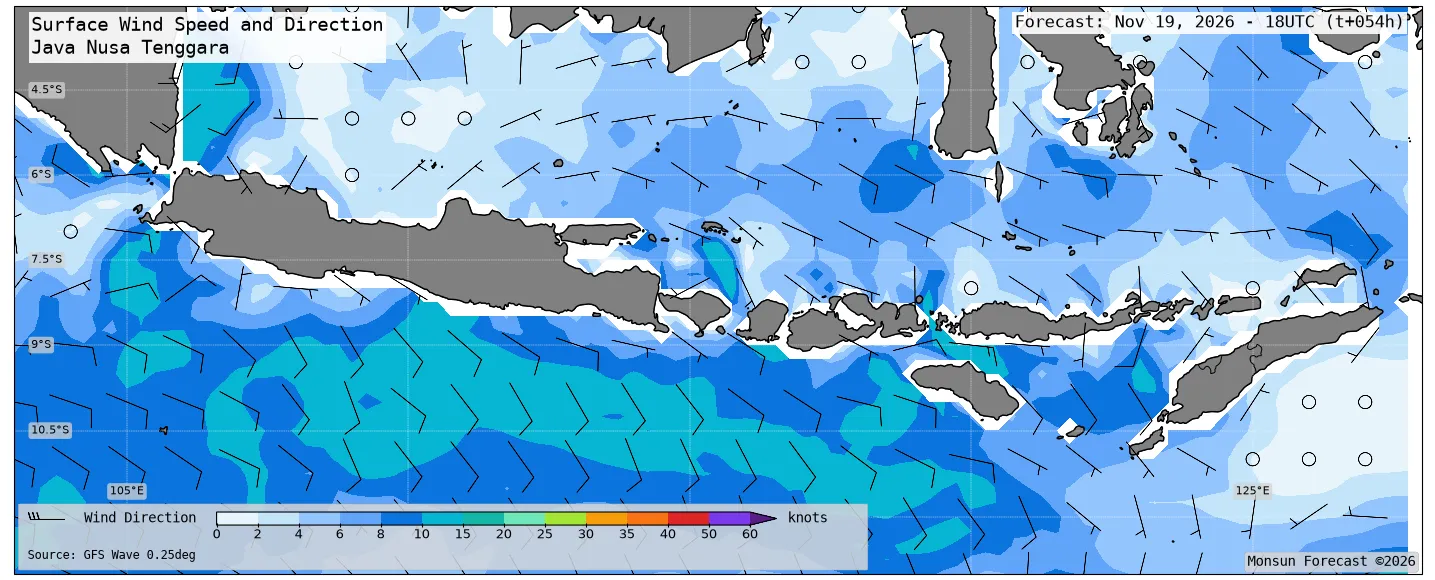 Surface Wind Speed and Direction
Java Nusa Tenggara
Forecast: Nov 19, 2026 - 18UTC (t+054h)
4.5°S
6°S
7.5°S
9°S
10.5°S
105°E
125°E
Wind Direction
0 2 4 6 8 10 15 20 25 30 35 40 50 60
knots
Source: GFS Wave 0.25deg
Monsun Forecast ©2026